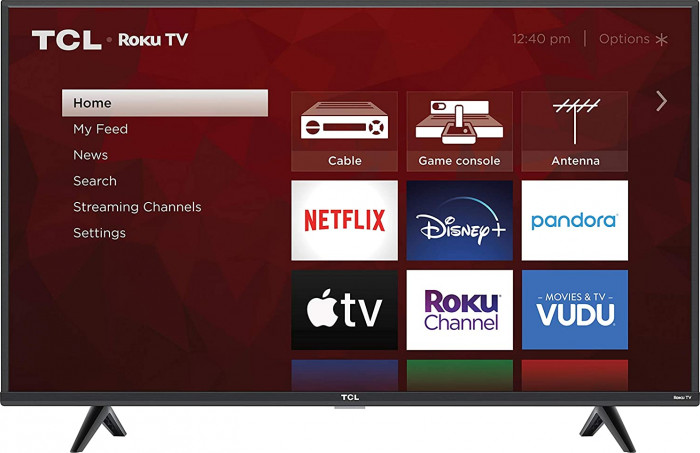 TCL • Roku TV
12:40 pm | Options
Home
My Feed
News
Search
Streaming Channels
Settings
Cable
Game console
Antenna
NETFLIX
Disney+
pandora
tv
Roku
Channel
- MOVIES & TV -
VUDU
TCL
Roku TV